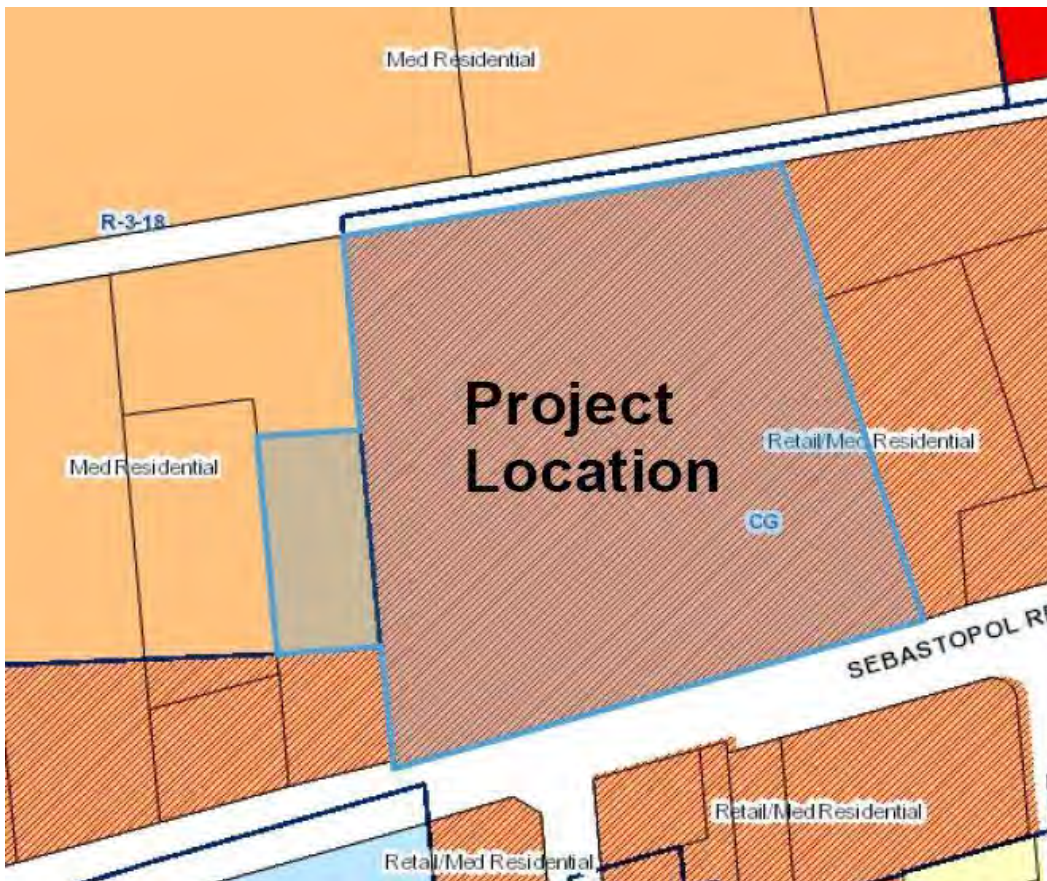 Med Residential
R-3-18
Project
Location
Retail/Med Residential
Med Residential
CG
SEBASTOPOL
Retail/Med Residential
Retail/Med Residential